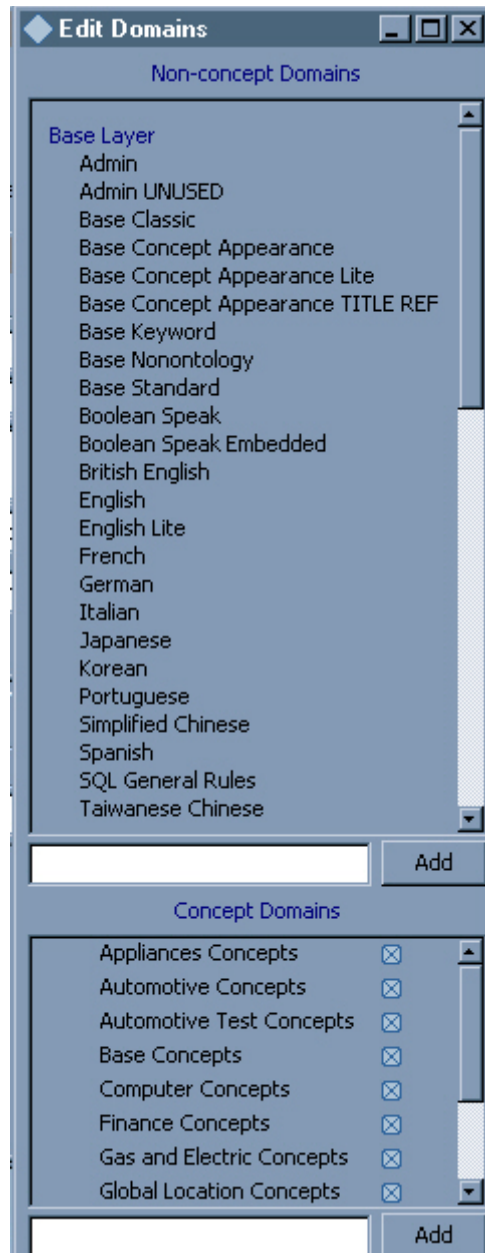 Edit Domains
Non-concept Domains
Base Layer
Admin
Admin UNUSED
Base Classic
Base Concept Appearance
Base Concept Appearance Lite
Base Concept Appearance TITLE REF
Base Keyword
Base Nonontology
Base Standard
Boolean Speak
Boolean Speak Embedded
British English
English
English Lite
French
German
Italian
Japanese
Korean
Portuguese
Simplified Chinese
Spanish
SQL General Rules
Taiwanese Chinese
Add
Concept Domains
Appliances Concepts
Automotive Concepts
Automotive Test Concepts
Base Concepts
Computer Concepts
Finance Concepts
Gas and Electric Concepts
Global Location Concepts
Add